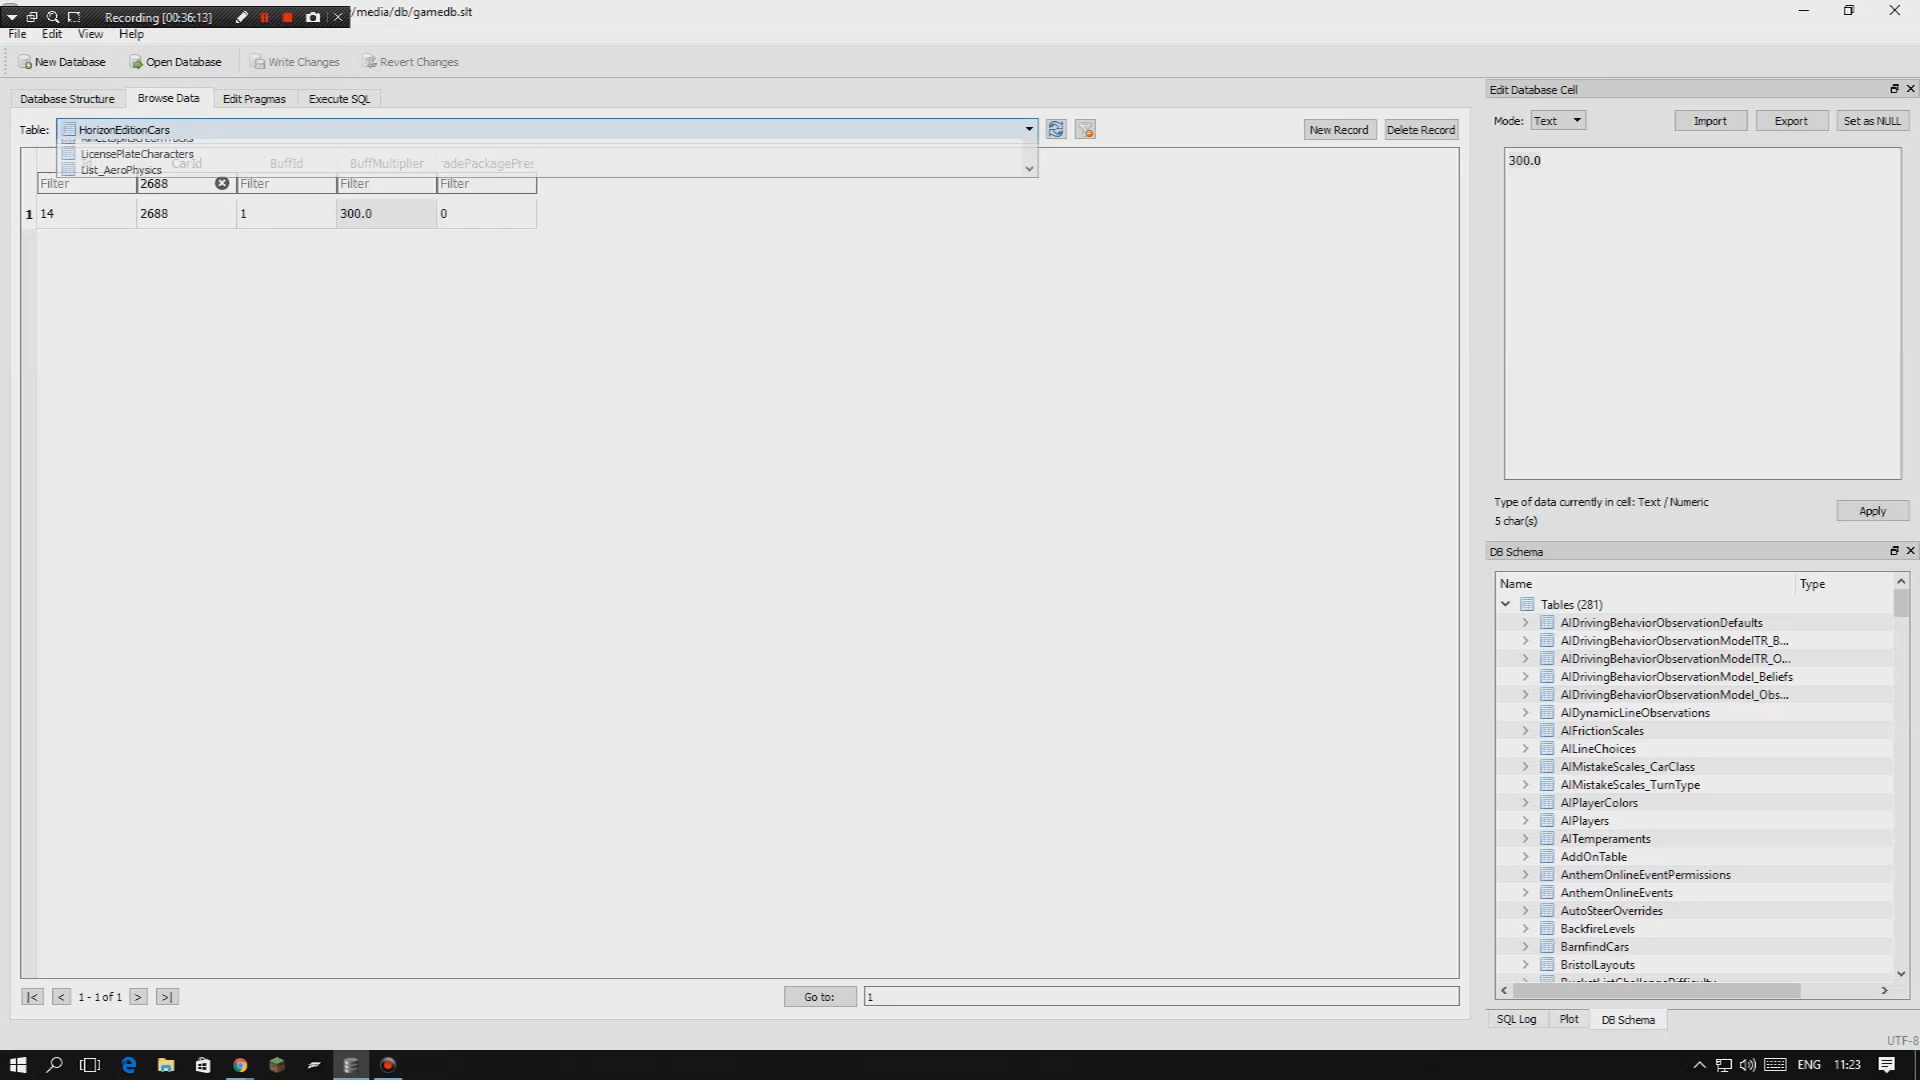 Recording [00:36:13]
/media/db/gamedb.slt
File Edit View Help
New Database Open Database Write Changes Revert Changes
Database Structure Browse Data Edit Pragmas Execute SQL
Table: HorizonEditionCars
New Record Delete Record
LicensePlateCharacters
List_AeroPhysics
CarId BuffId BuffMultiplier radePackagePres
Filter 2688 Filter Filter Filter
1 14 2688 1 300.0 0
|< < 1 - 1 of 1 > >| Go to: 1
Edit Database Cell
Mode: Text Import Export Set as NULL
300.0
Type of data currently in cell: Text / Numeric
5 char(s)
Apply
DB Schema
Name Type
Tables (281)
AIDrivingBehaviorObservationDefaults
AIDrivingBehaviorObservationModelTR_B...
AIDrivingBehaviorObservationModelTR_O...
AIDrivingBehaviorObservationModel_Beliefs
AIDrivingBehaviorObservationModel_Obs...
AIDynamicLineObservations
AIFrictionScales
AILineChoices
AIMistakeScales_CarClass
AIMistakeScales_TurnType
AIPlayerColors
AIPlayers
AITemperaments
AddOnTable
AnthemOnlineEventPermissions
AnthemOnlineEvents
AutoSteerOverrides
BackfireLevels
BarnfindCars
BristolLayouts
SQL Log Plot DB Schema
UTF-8
ENG 11:23